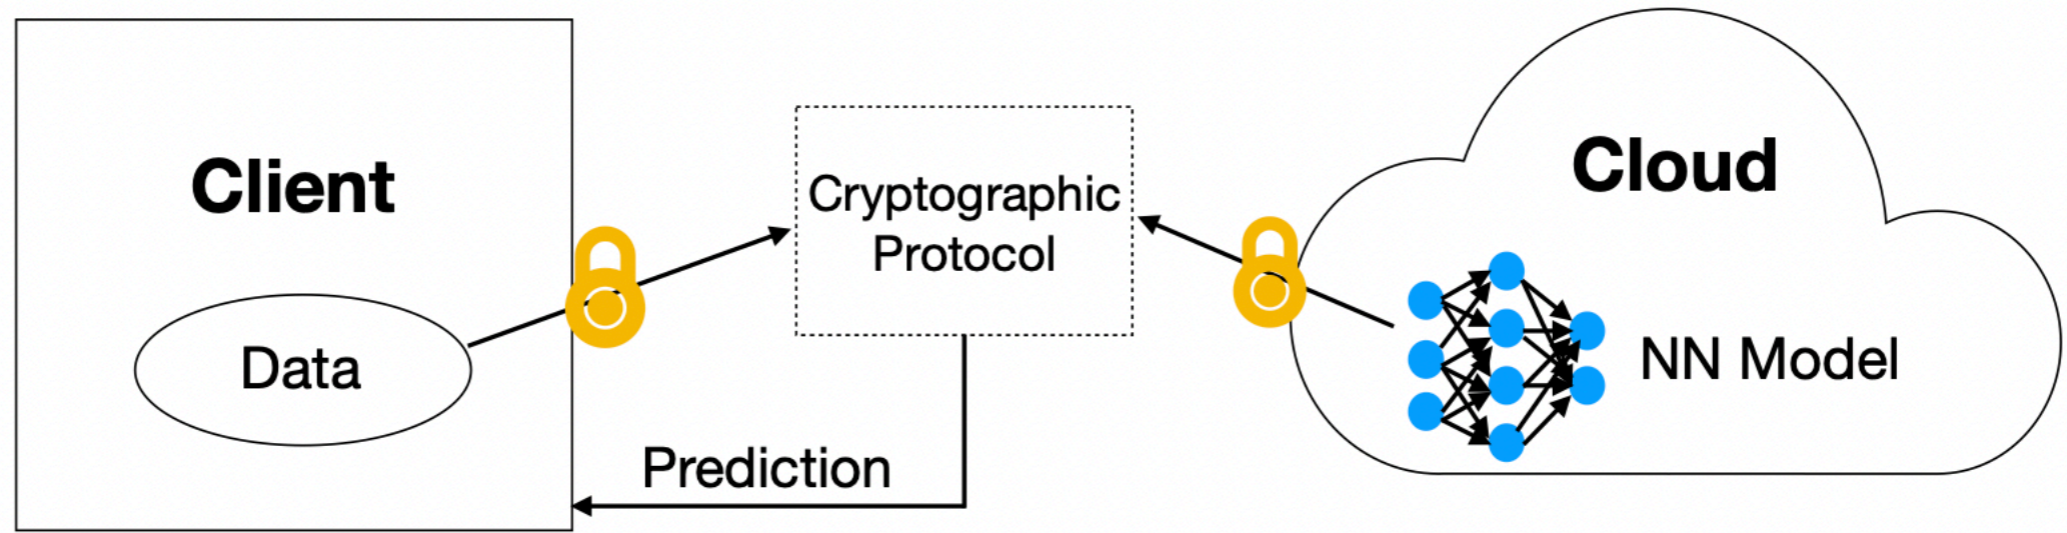 Client
Data
Cryptographic
Protocol
Prediction
Cloud
NN Model